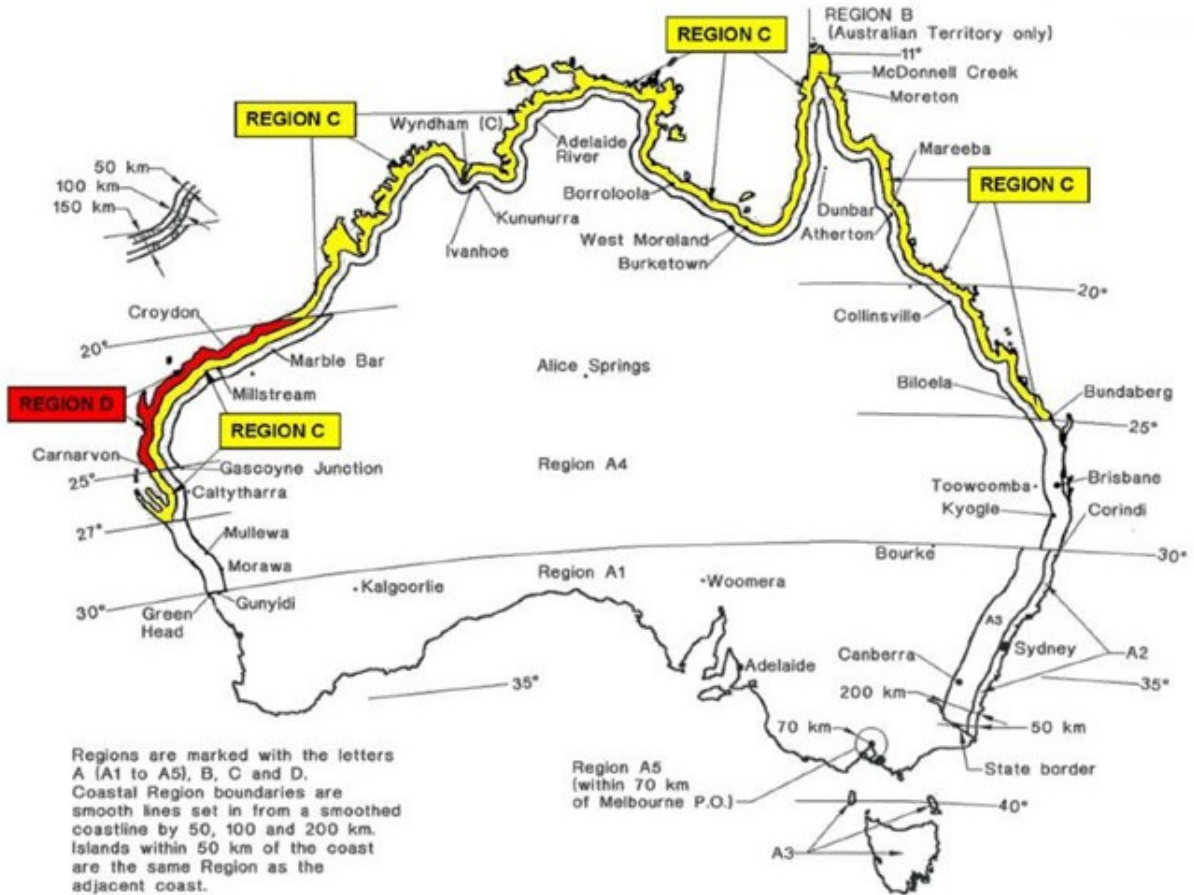 REGION B
(Australian Territory only)
11°
REGION C
McDonnell Creek
Moreton
REGION C
Wyndham (C)
Adelaide
River
Mareeba
REGION C
50 km
100 km
150 km
Borroloola
Kununurra
Dunbar
Atherton
Ivanhoe
West Moreland
Burketown
20°
Croydon
Collinsville
20°
Marble Bar
Alice Springs
Millstream
Biloela
Bundaberg
REGION D
REGION C
25°
Carnarvon
Gascoyne Junction
Region A4
25°
Caltytharra
Toowoomba
Brisbane
Kyogle
Corindi
27°
Mullewa
Bourke
30°
Morawa
Region A1
Woomera
Kalgoorlie
30°
Green
Head
Gunyidi
A3
Sydney
A2
Canberra
Adelaide
35°
35°
200 km
50 km
70 km
State border
Region A5
(within 70 km
of Melbourne P.O.)
40°
A3
Regions are marked with the letters
A (A1 to A5), B, C and D.
Coastal Region boundaries are
smooth lines set in from a smoothed
coastline by 50, 100 and 200 km.
Islands within 50 km of the coast
are the same Region as the
adjacent coast.